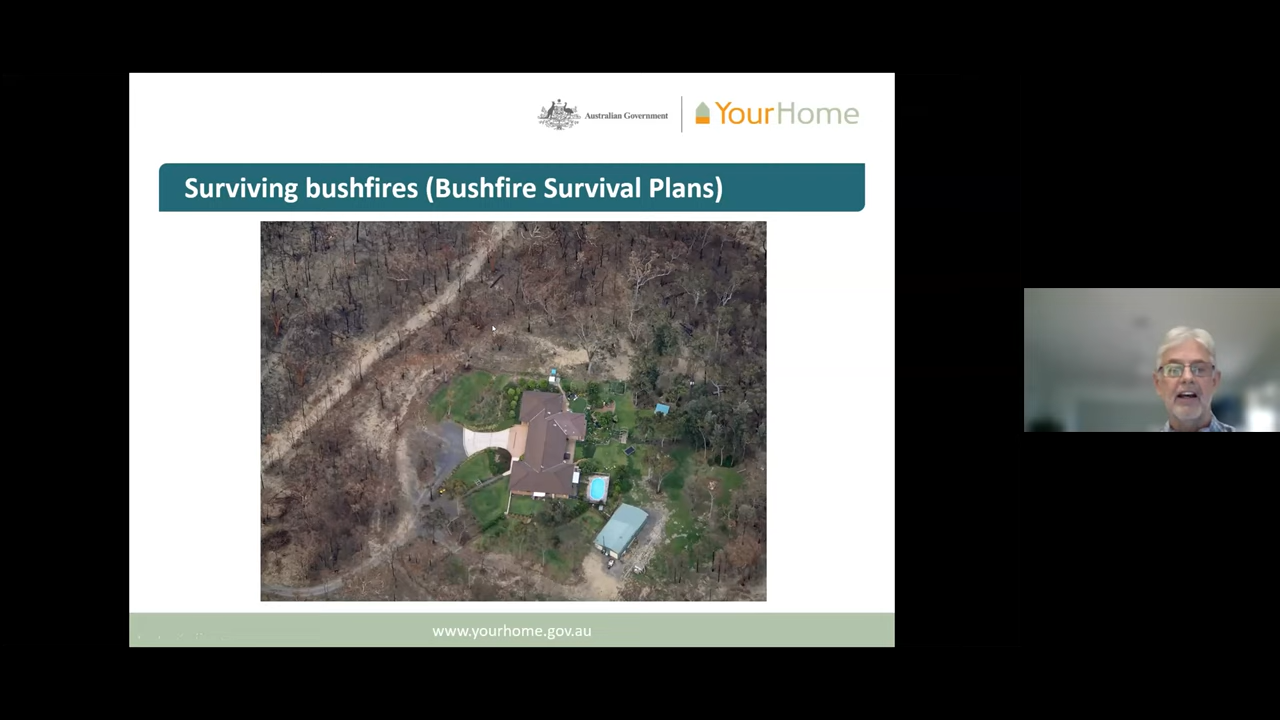 Australian Government
YourHome
Surviving bushfires (Bushfire Survival Plans)
www.yourhome.gov.au